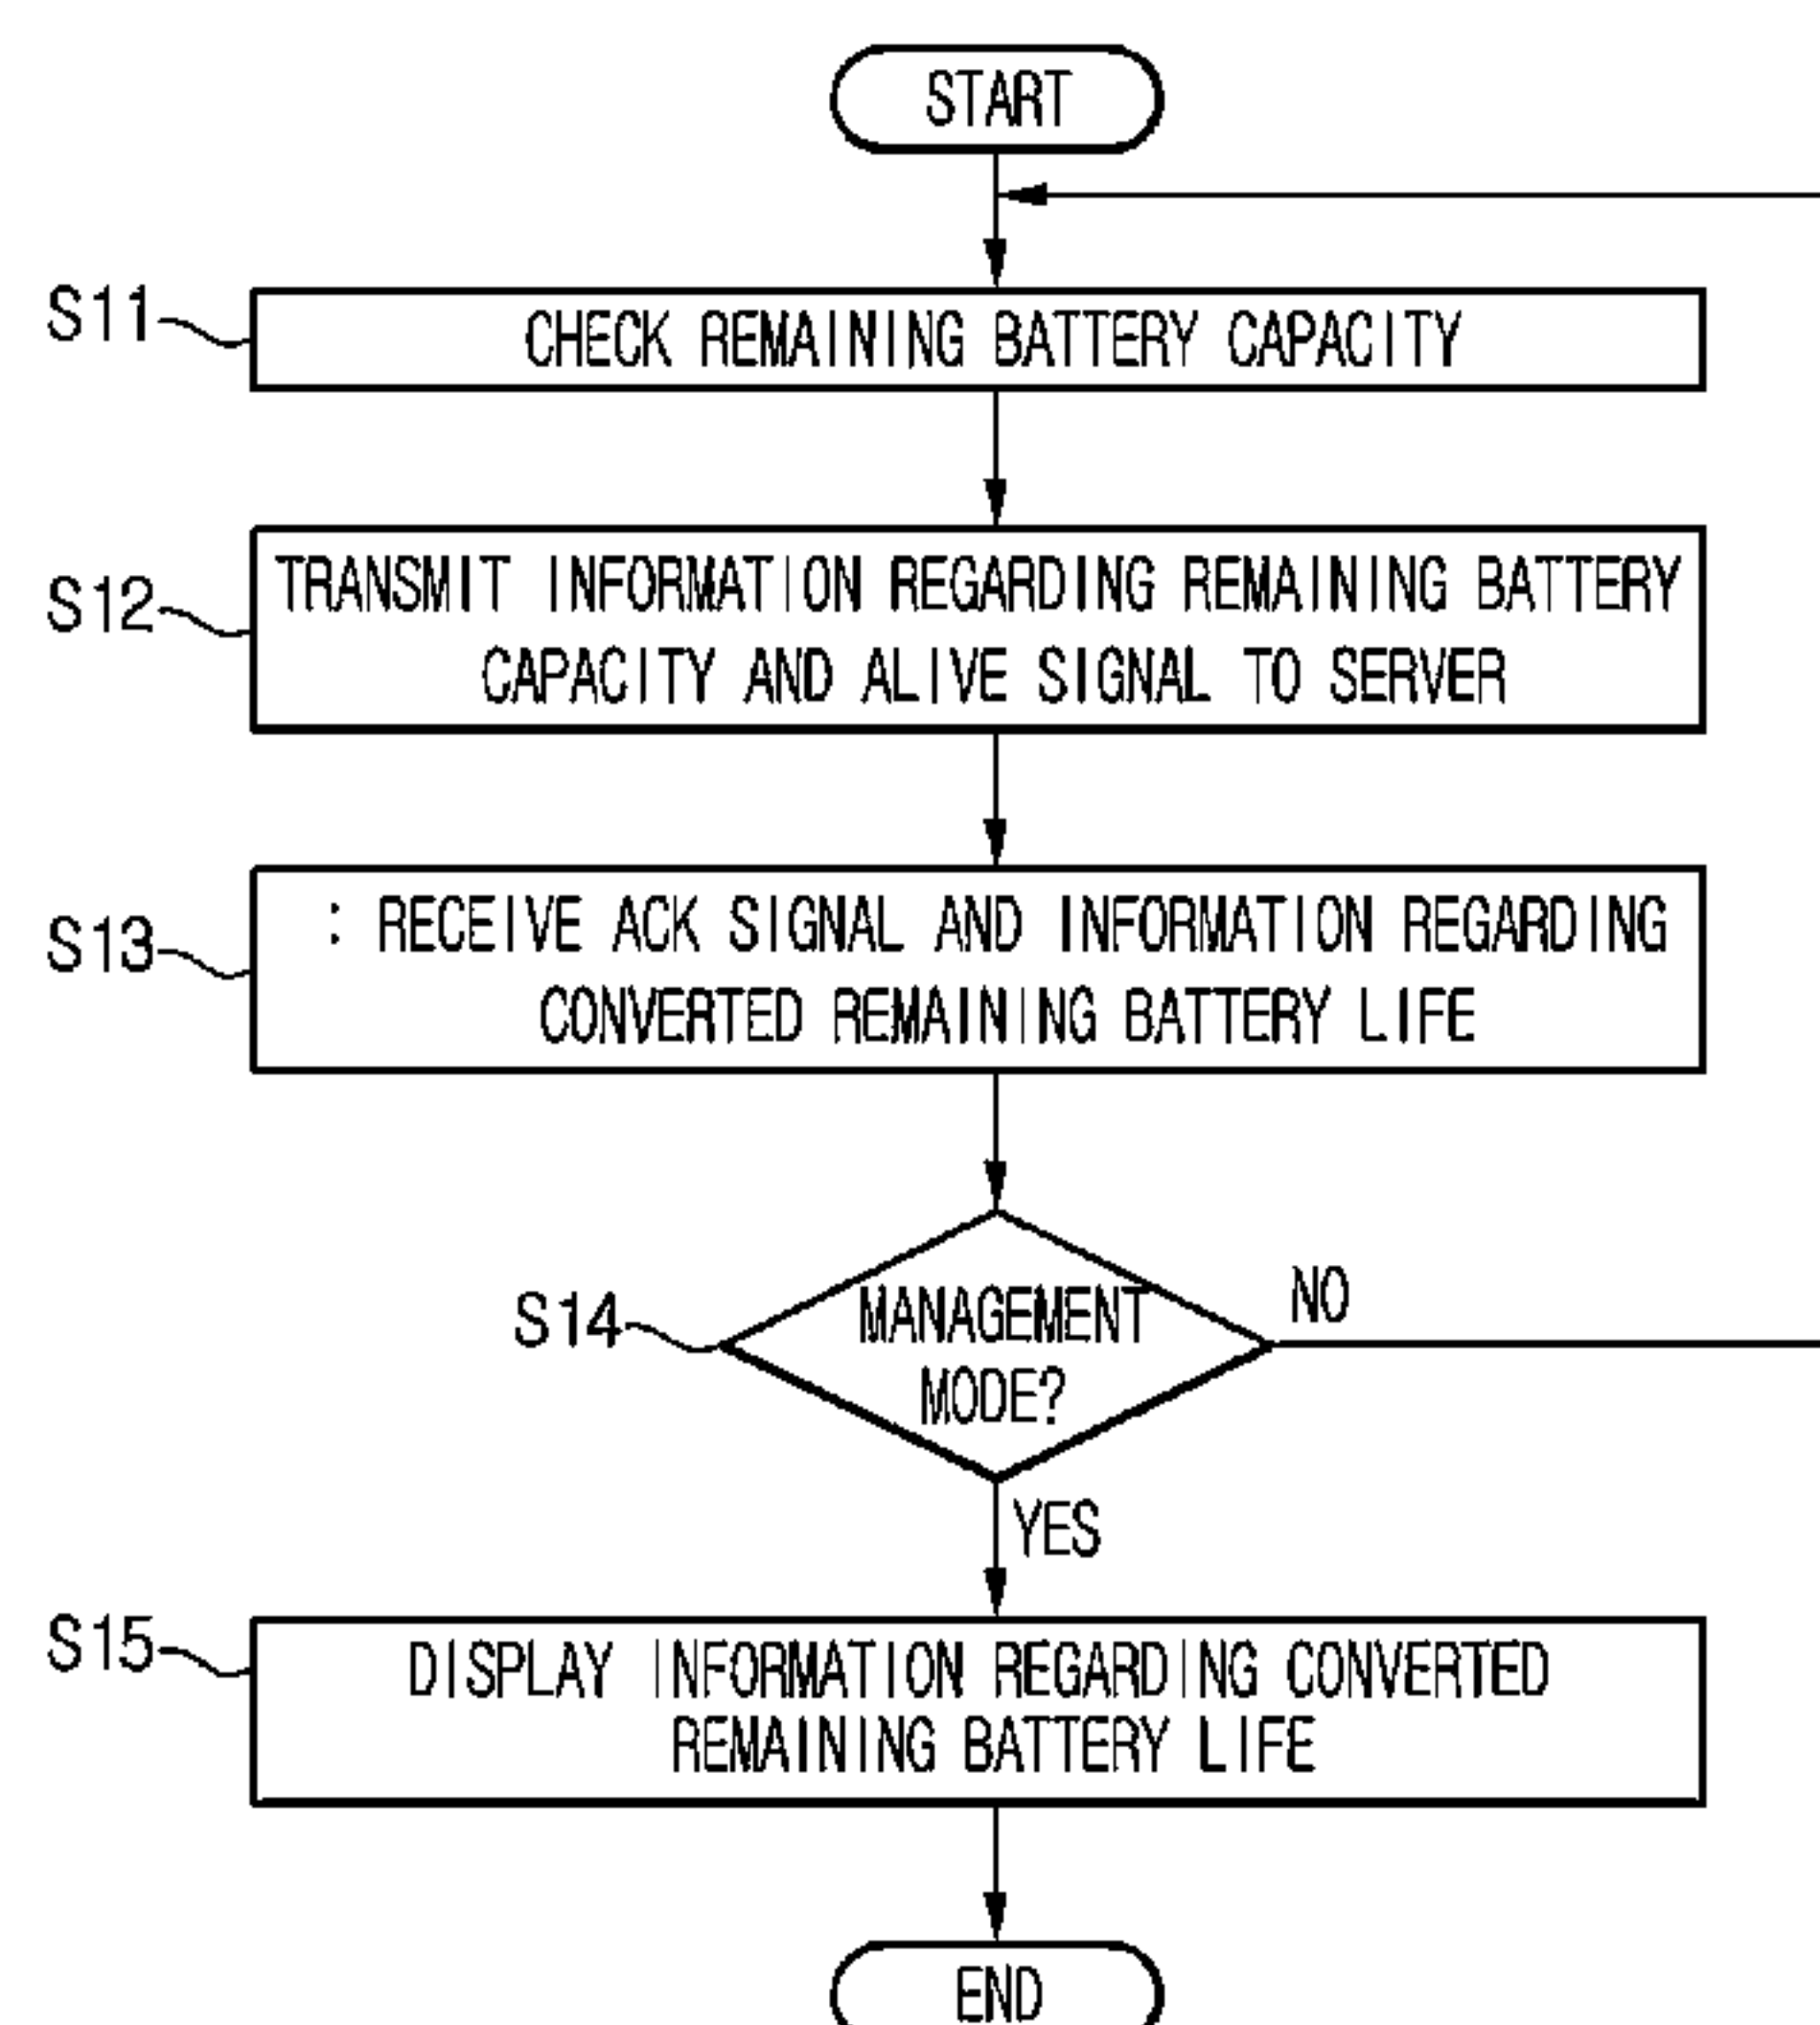 START
S11
CHECK REMAINING BATTERY CAPACITY
S12
TRANSMIT INFORMATION REGARDING REMAINING BATTERY
CAPACITY AND ALIVE SIGNAL TO SERVER
S13
: RECEIVE ACK SIGNAL AND INFORMATION REGARDING
CONVERTED REMAINING BATTERY LIFE
S14
MANAGEMENT
MODE?
NO
YES
S15
DISPLAY INFORMATION REGARDING CONVERTED
REMAINING BATTERY LIFE
END